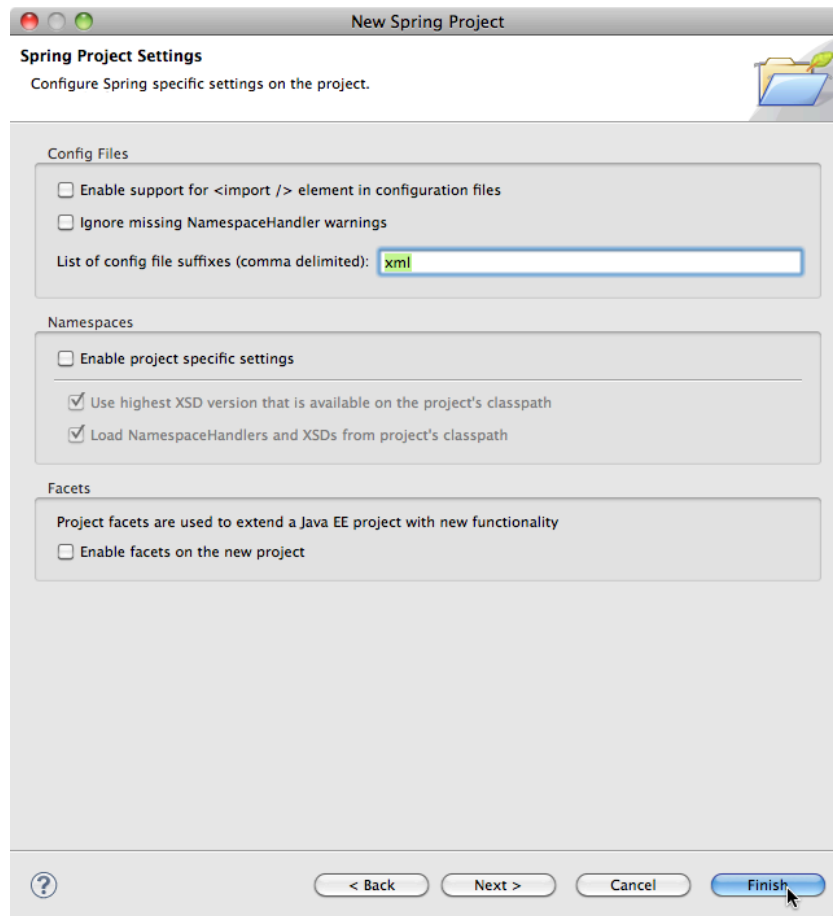 New Spring Project
Spring Project Settings
Configure Spring specific settings on the project.
Config Files
Enable support for <import /> element in configuration files
Ignore missing NamespaceHandler warnings
List of config file suffixes (comma delimited): xml
Namespaces
Enable project specific settings
Use highest XSD version that is available on the project's classpath
Load NamespaceHandlers and XSDs from project's classpath
Facets
Project facets are used to extend a Java EE project with new functionality
Enable facets on the new project
? < Back Next > Cancel Finish